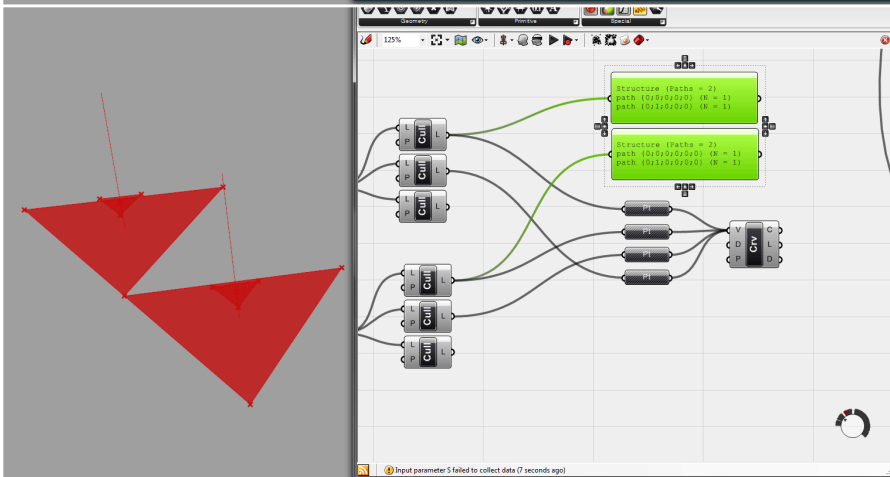 Geometry
Primitive
Special
125%
Structure (Paths = 2)
path {0;0;0;0;0} (N = 1)
path {0;1;0;0;0} (N = 1)
Structure (Paths = 2)
path {0;0;0;0;0;0} (N = 1)
path {0;1;0;0;0;0} (N = 1)
L
P
Cull
L
L
P
Cull
L
L
P
Cull
L
Pt
Pt
Pt
Pt
V
D
P
Crv
C
L
D
L
P
Cull
L
L
P
Cull
L
L
P
Cull
L
Input parameter S failed to collect data (7 seconds ago)